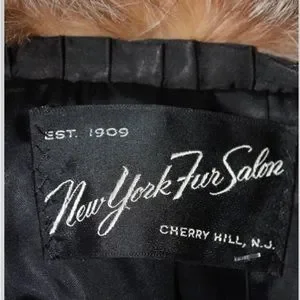 EST. 1909
New York Fur Salon
CHERRY HILL, N.J.